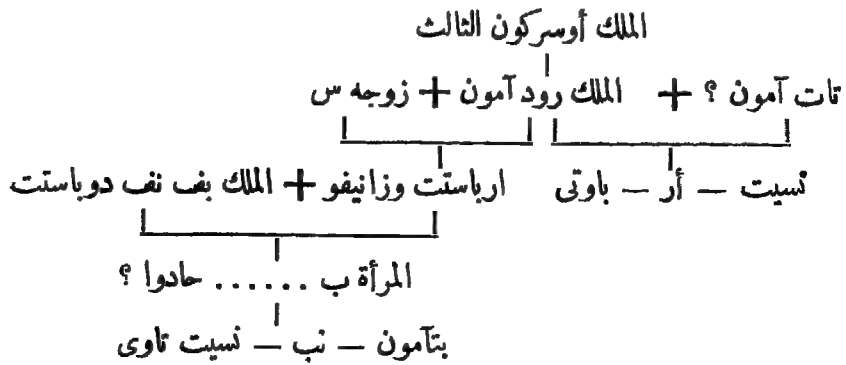 الملك أوسركون الثالث
تات آمون ؟ + الملك رود آمون + زوجه س
نسيت — أر — باوتى ارباستت وزانيفو + الملك بف نف دوباستت
المرأة ب ...... حادوا ؟
بتآمون — نب — نسيت تاوى